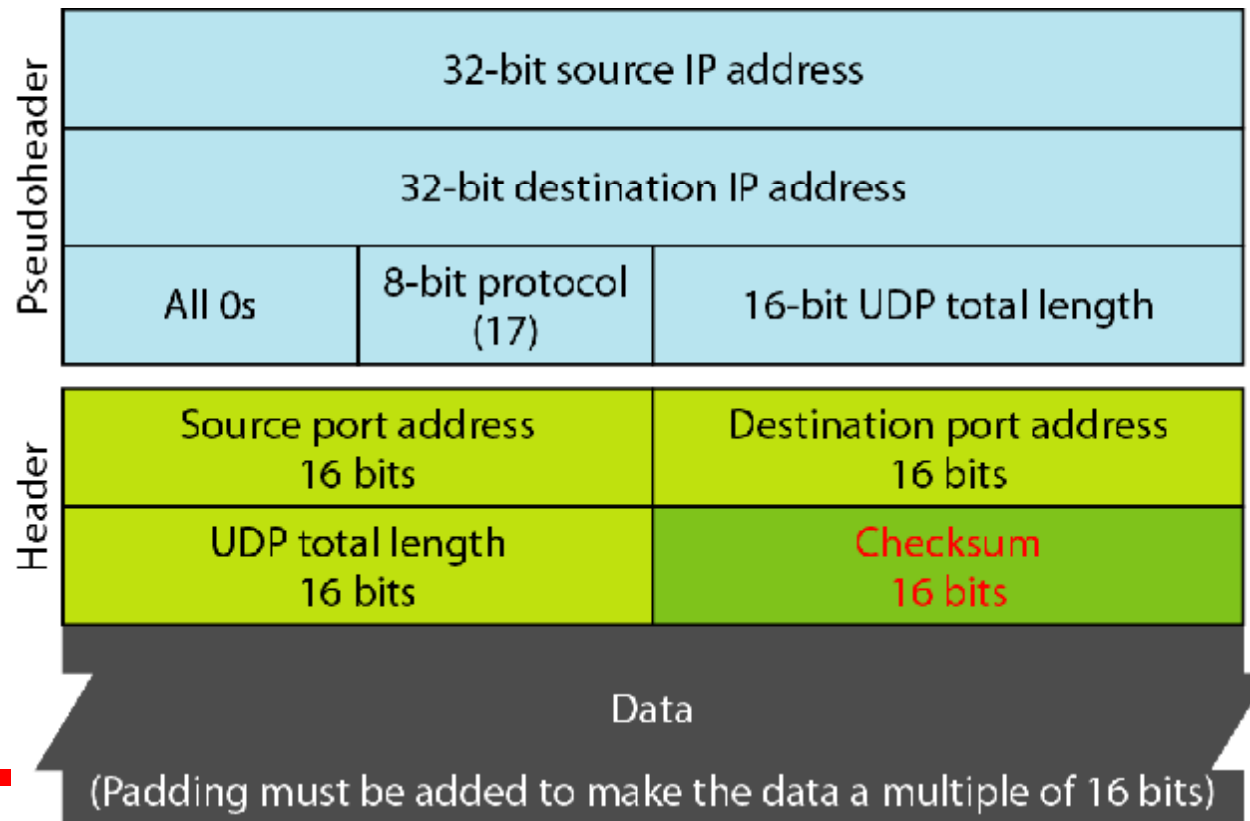 Pseudoheader
32-bit source IP address
32-bit destination IP address
All 0s
8-bit protocol
(17)
16-bit UDP total length
Header
Source port address
16 bits
Destination port address
16 bits
UDP total length
16 bits
Checksum
16 bits
Data
(Padding must be added to make the data a multiple of 16 bits)